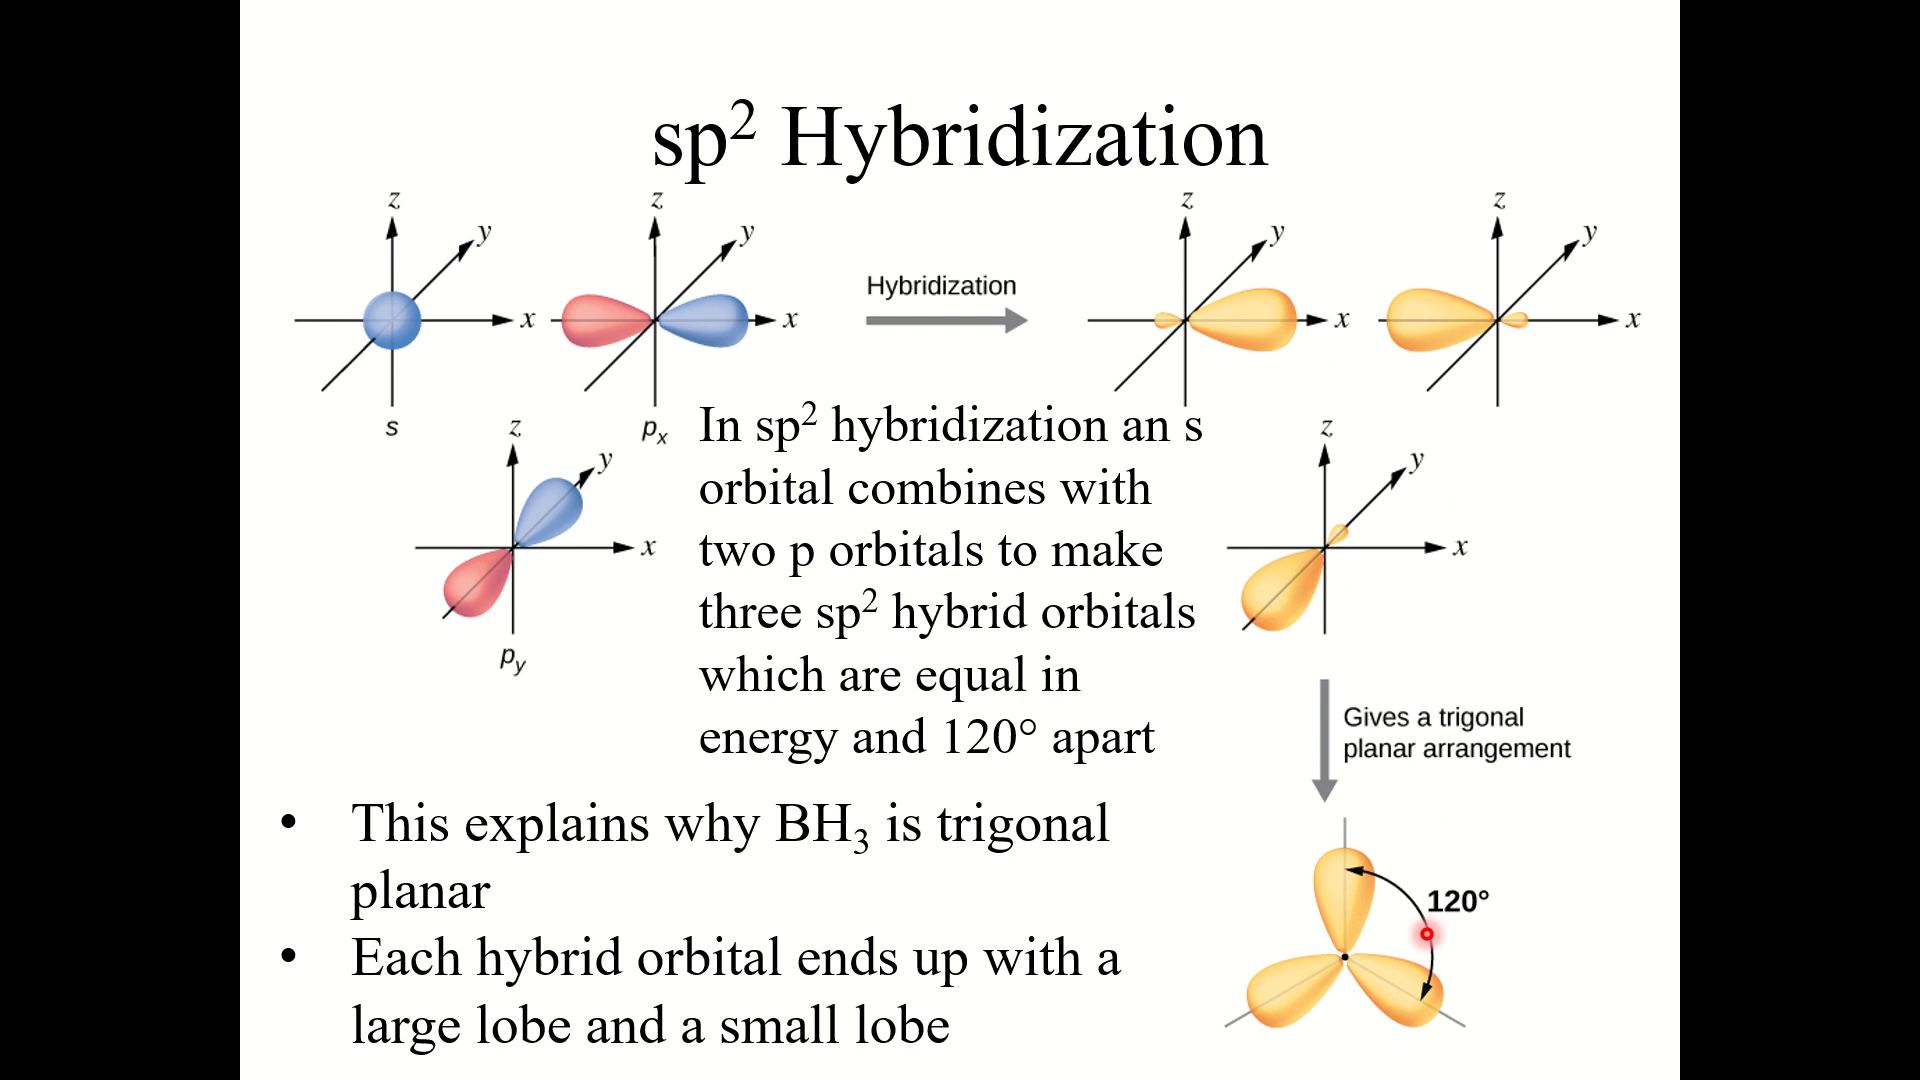 sp² Hybridization
z
y
x
s
z
y
x
pₓ
Hybridization
z
y
x
z
y
x
z
y
x
p_y
In sp² hybridization an s
orbital combines with
two p orbitals to make
three sp² hybrid orbitals
which are equal in
energy and 120° apart
z
y
x
Gives a trigonal
planar arrangement
120°
• This explains why BH₃ is trigonal
planar
• Each hybrid orbital ends up with a
large lobe and a small lobe